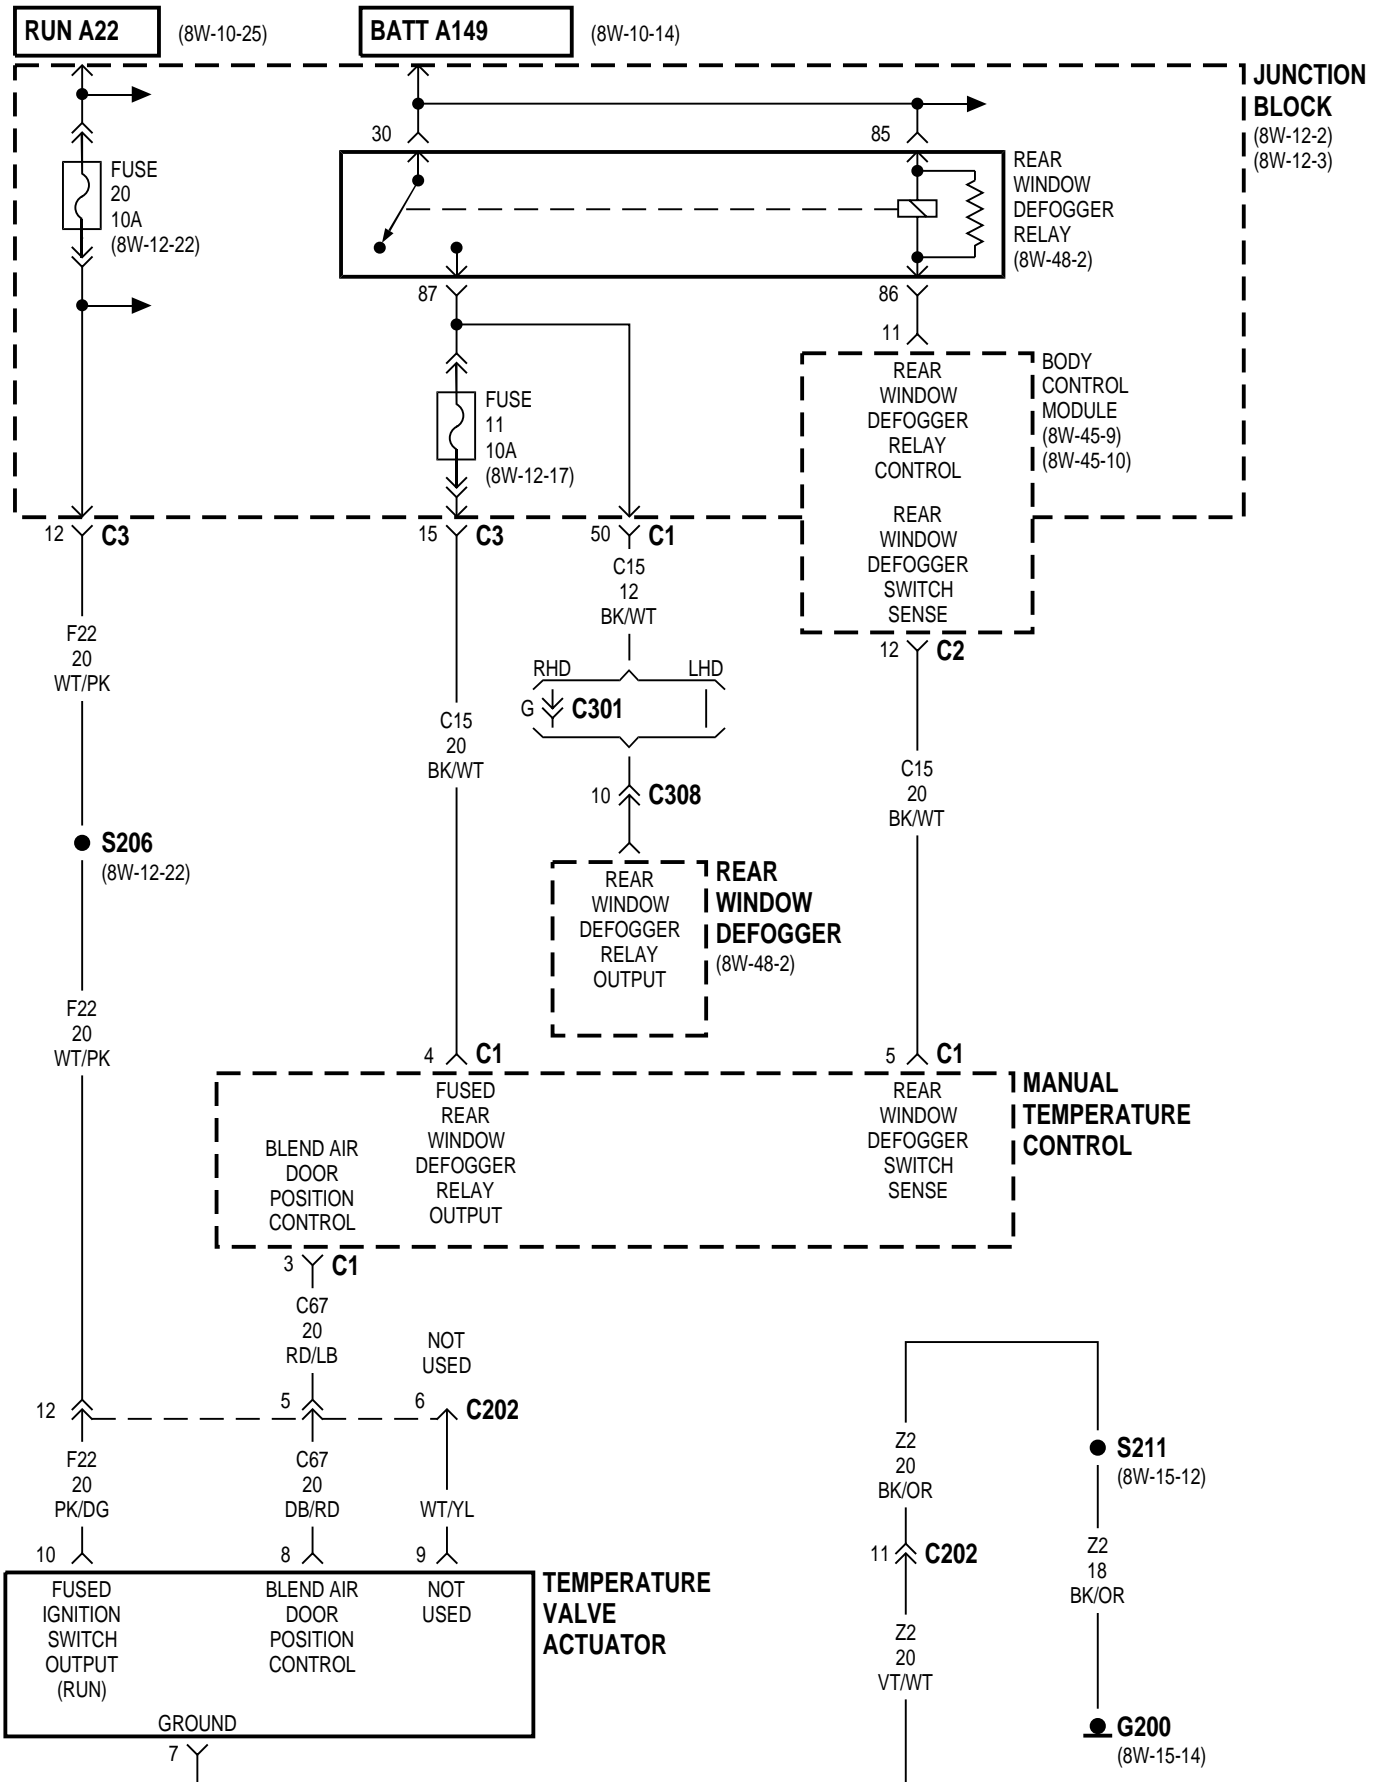 RUN A22
(8W-10-25)
BATT A149
(8W-10-14)
JUNCTION
BLOCK
(8W-12-2)
(8W-12-3)
30
85
FUSE
20
10A
(8W-12-22)
REAR
WINDOW
DEFOGGER
RELAY
(8W-48-2)
87
86
11
FUSE
11
10A
(8W-12-17)
REAR
WINDOW
DEFOGGER
RELAY
CONTROL
BODY
CONTROL
MODULE
(8W-45-9)
(8W-45-10)
REAR
WINDOW
DEFOGGER
SWITCH
SENSE
12 C3
15 C3
50 C1
C15
12
BK/WT
12 C2
F22
20
WT/PK
RHD
LHD
G C301
C15
20
BK/WT
C15
20
BK/WT
10 C308
S206
(8W-12-22)
REAR
WINDOW
DEFOGGER
RELAY
OUTPUT
REAR
WINDOW
DEFOGGER
(8W-48-2)
F22
20
WT/PK
4 C1
5 C1
MANUAL
TEMPERATURE
CONTROL
BLEND AIR
DOOR
POSITION
CONTROL
FUSED
REAR
WINDOW
DEFOGGER
RELAY
OUTPUT
REAR
WINDOW
DEFOGGER
SWITCH
SENSE
3 C1
C67
20
RD/LB
NOT
USED
12
5
6
C202
F22
20
PK/DG
C67
20
DB/RD
WT/YL
Z2
20
BK/OR
S211
(8W-15-12)
10
8
9
11 C202
Z2
18
BK/OR
FUSED
IGNITION
SWITCH
OUTPUT
(RUN)
BLEND AIR
DOOR
POSITION
CONTROL
NOT
USED
TEMPERATURE
VALVE
ACTUATOR
Z2
20
VT/WT
GROUND
7
G200
(8W-15-14)